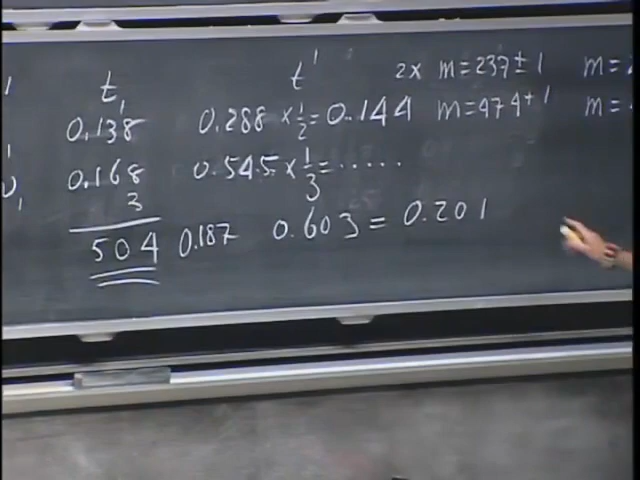 t₁ t' 2x m=237±1 m=
0.138 0.288 × 1/2 = 0.144 m=474±1 m=
0.168 0.545 × 1/3 = .....
3
504 0.187 0.603 = 0.201